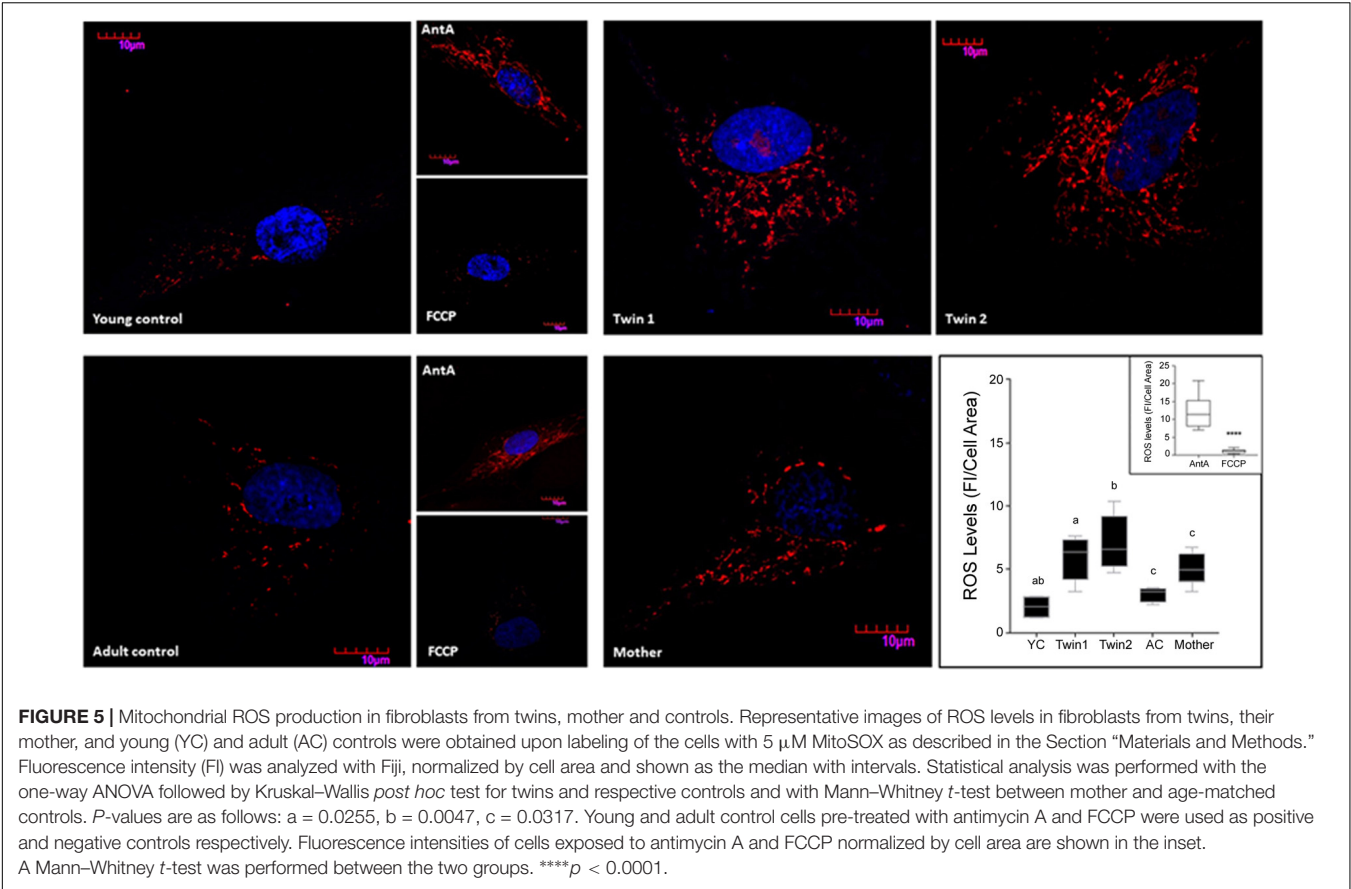 10µm
Young control
AntA
10µm
FCCP
10µm
Twin 1
10µm
10µm
Twin 2
Adult control
10µm
AntA
10µm
10µm
FCCP
Mother
10µm
ROS Levels (FI/Cell Area)
20
15
10
5
0
ab
a
b
c
c
YC Twin1 Twin2 AC Mother
ROS levels (FI/Cell Area)
25
20
15
10
5
0
****
AntA FCCP
FIGURE 5 | Mitochondrial ROS production in fibroblasts from twins, mother and controls. Representative images of ROS levels in fibroblasts from twins, their
mother, and young (YC) and adult (AC) controls were obtained upon labeling of the cells with 5 µM MitoSOX as described in the Section “Materials and Methods.”
Fluorescence intensity (FI) was analyzed with Fiji, normalized by cell area and shown as the median with intervals. Statistical analysis was performed with the
one-way ANOVA followed by Kruskal–Wallis post hoc test for twins and respective controls and with Mann–Whitney t-test between mother and age-matched
controls. P-values are as follows: a = 0.0255, b = 0.0047, c = 0.0317. Young and adult control cells pre-treated with antimycin A and FCCP were used as positive
and negative controls respectively. Fluorescence intensities of cells exposed to antimycin A and FCCP normalized by cell area are shown in the inset.
A Mann–Whitney t-test was performed between the two groups. ****p < 0.0001.